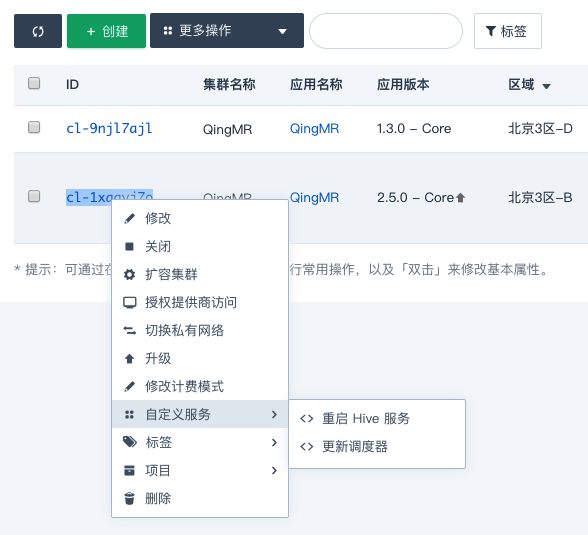 + 创建 更多操作 标签
ID 集群名称 应用名称 应用版本 区域
cl-9njl7ajl QingMR QingMR 1.3.0 - Core 北京3区-D
QingMR 2.5.0 - Core 北京3区-B
修改
* 提示：可通过在 行常用操作，以及「双击」来修改基本属性。
关闭
扩容集群
授权提供商访问
切换私有网络
升级
修改计费模式
自定义服务
重启 Hive 服务
更新调度器
标签
项目
删除